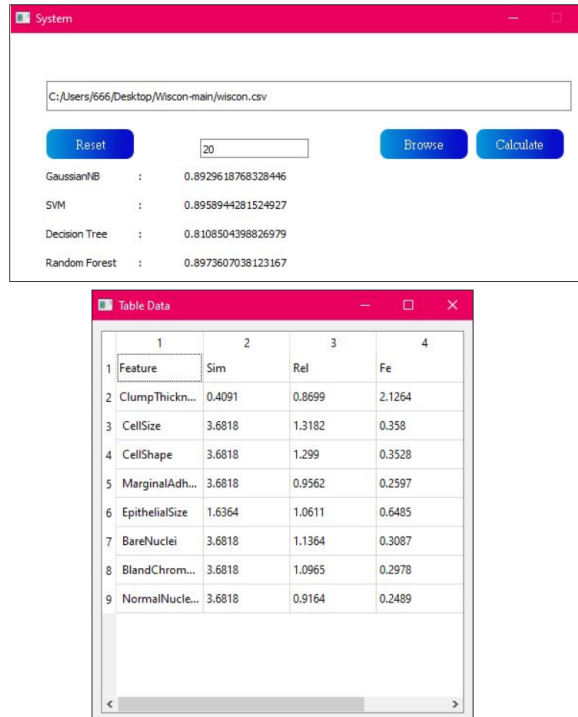 System
C:/Users/666/Desktop/Wiscon-main/wiscon.csv
Reset 20 Browse Calculate
GaussianNB : 0.8929618768328446
SVM : 0.8958944281524927
Decision Tree : 0.8108504398826979
Random Forest : 0.8973607038123167
Table Data
1 2 3 4
1 Feature Sim Rel Fe
2 ClumpThickn... 0.4091 0.8699 2.1264
3 CellSize 3.6818 1.3182 0.358
4 CellShape 3.6818 1.299 0.3528
5 MarginalAdh... 3.6818 0.9562 0.2597
6 EpithelialSize 1.6364 1.0611 0.6485
7 BareNuclei 3.6818 1.1364 0.3087
8 BlandChrom... 3.6818 1.0965 0.2978
9 NormalNucle... 3.6818 0.9164 0.2489